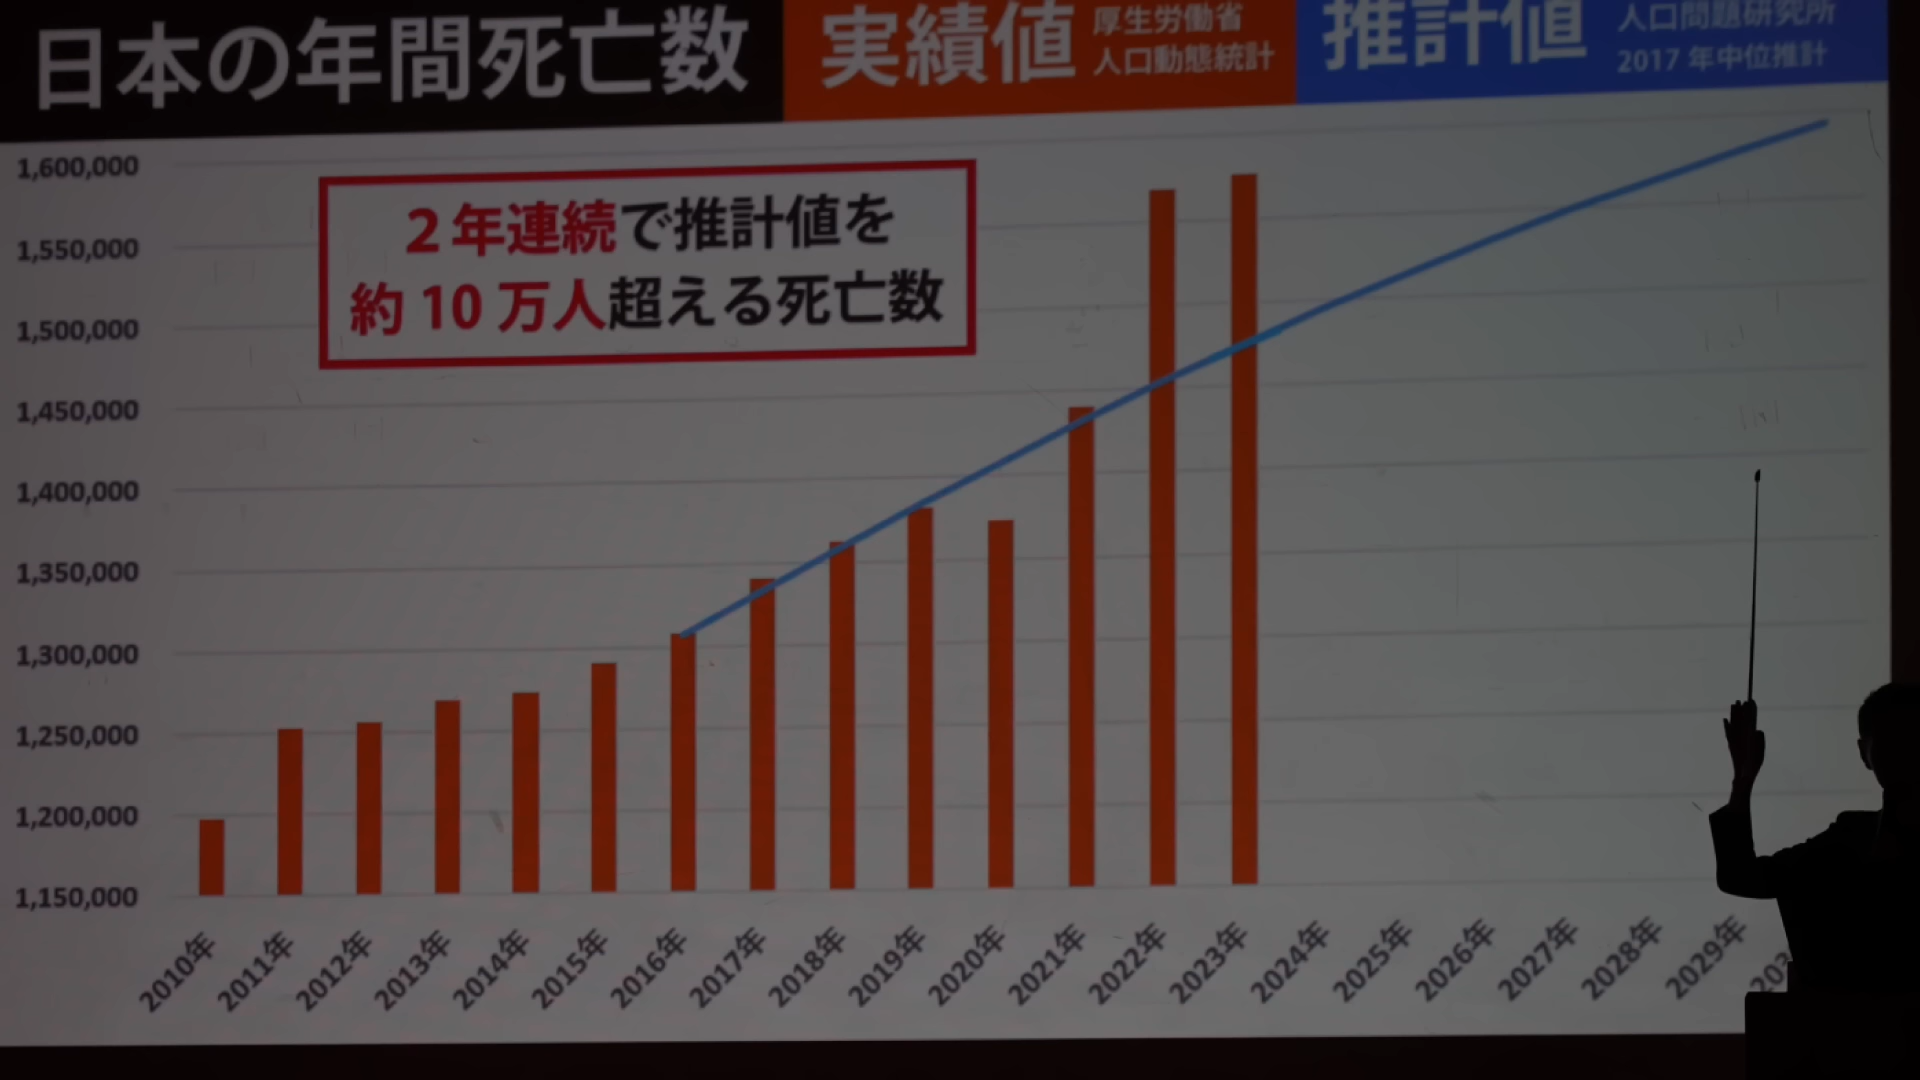 日本の年間死亡数
実績値
厚生労働省
人口動態統計
推計値
人口問題研究所
2017年中位推計
1,600,000
1,550,000
1,500,000
1,450,000
1,400,000
1,350,000
1,300,000
1,250,000
1,200,000
1,150,000
2年連続で推計値を
約10万人超える死亡数
2010年
2011年
2012年
2013年
2014年
2015年
2016年
2017年
2018年
2019年
2020年
2021年
2022年
2023年
2024年
2025年
2026年
2027年
2028年
2029年